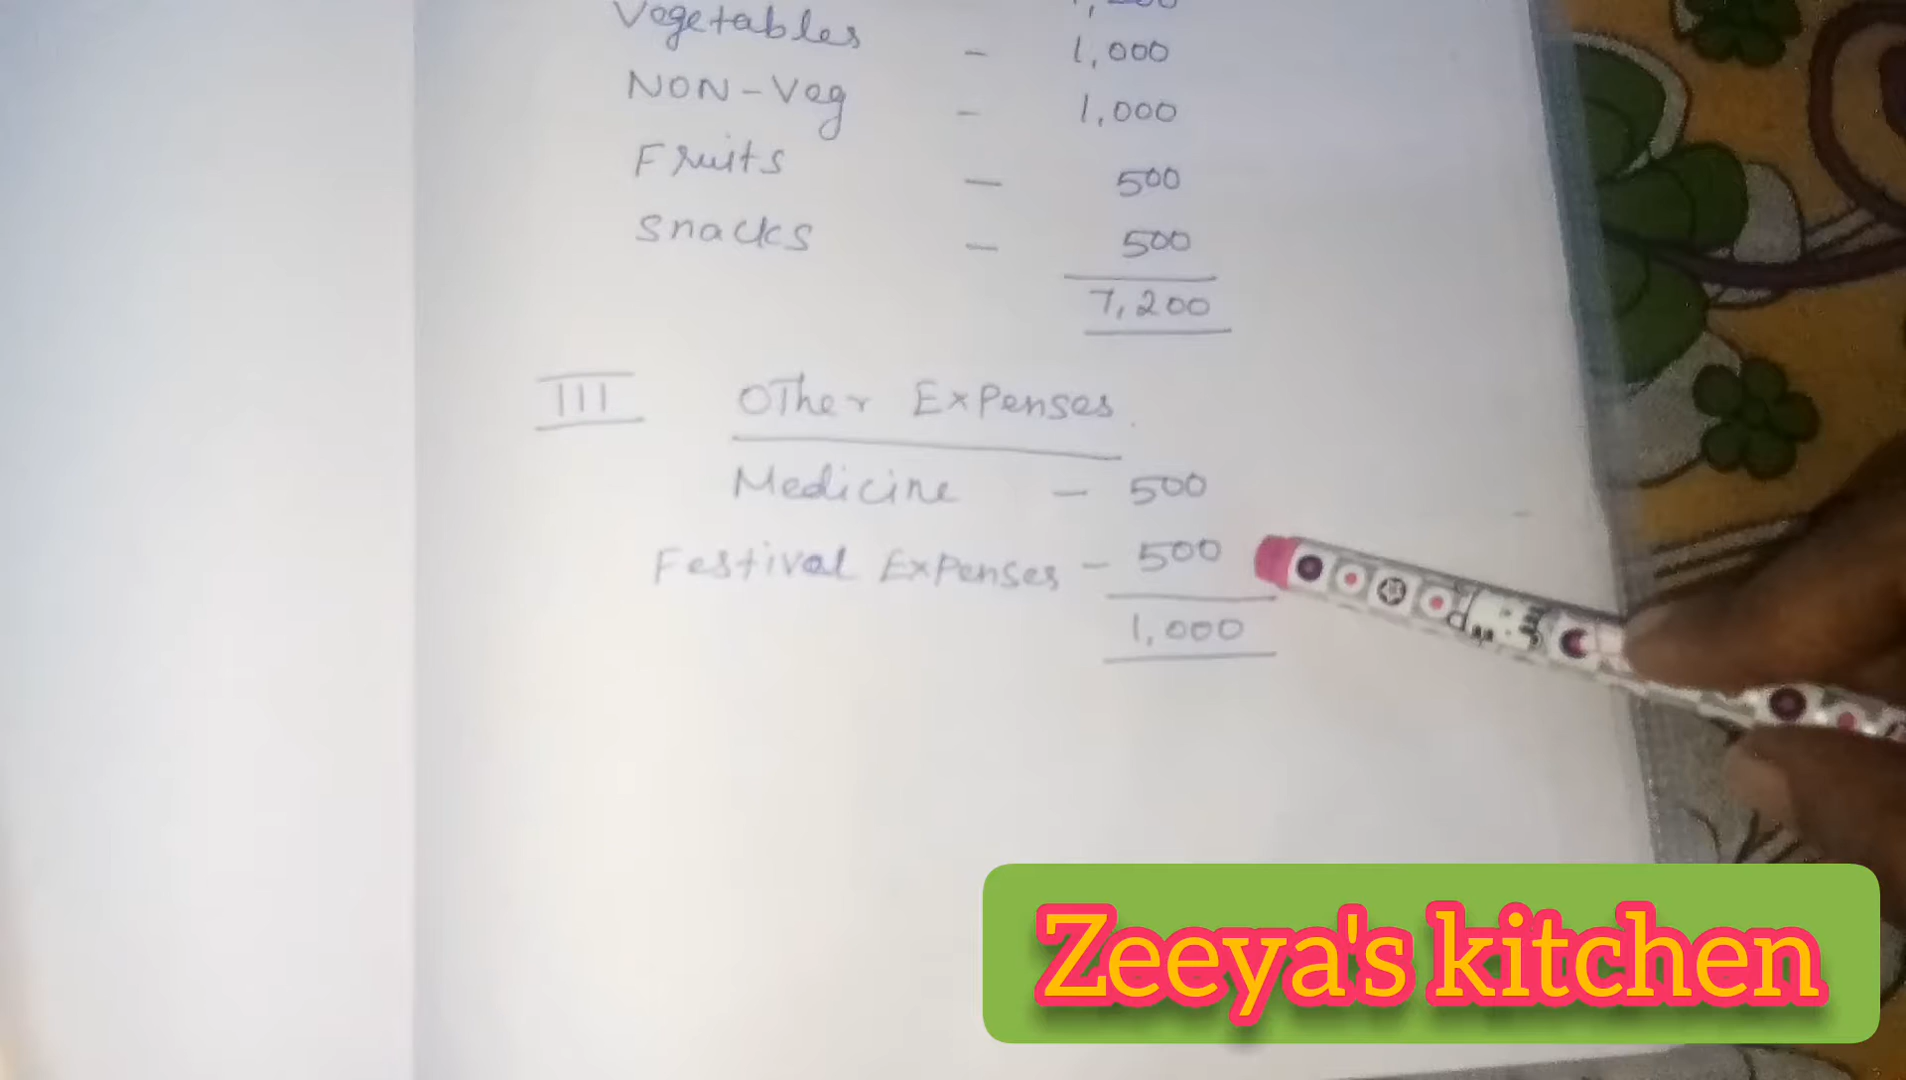 Vegetables - 1,000
NON-Veg - 1,000
Fruits - 500
Snacks - 500
7,200
III Other Expenses.
Medicine - 500
Festival Expenses - 500
1,000
Zeeya's kitchen